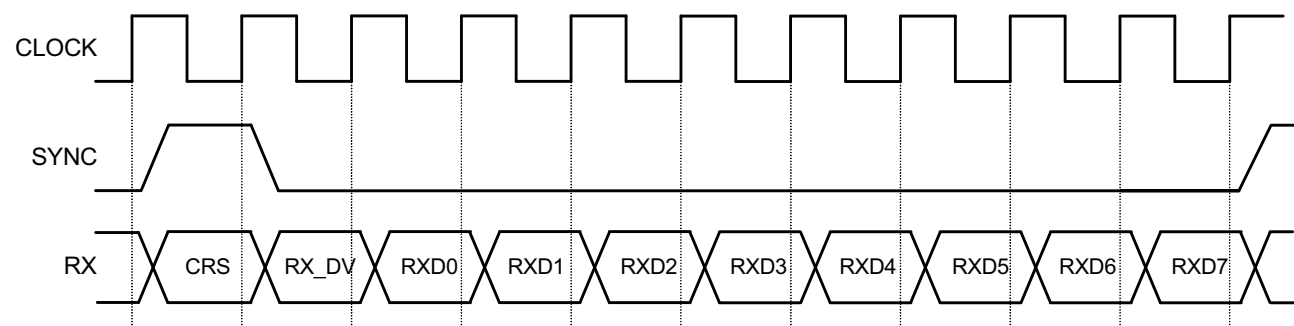 CLOCK
SYNC
RX CRS RX_DV RXD0 RXD1 RXD2 RXD3 RXD4 RXD5 RXD6 RXD7